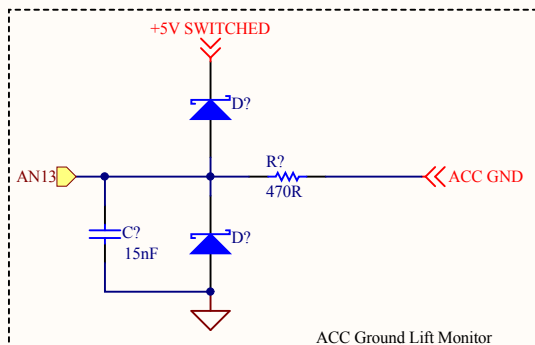 +5V SWITCHED
D?
AN13
R?
470R
ACC GND
C?
15nF
D?
ACC Ground Lift Monitor